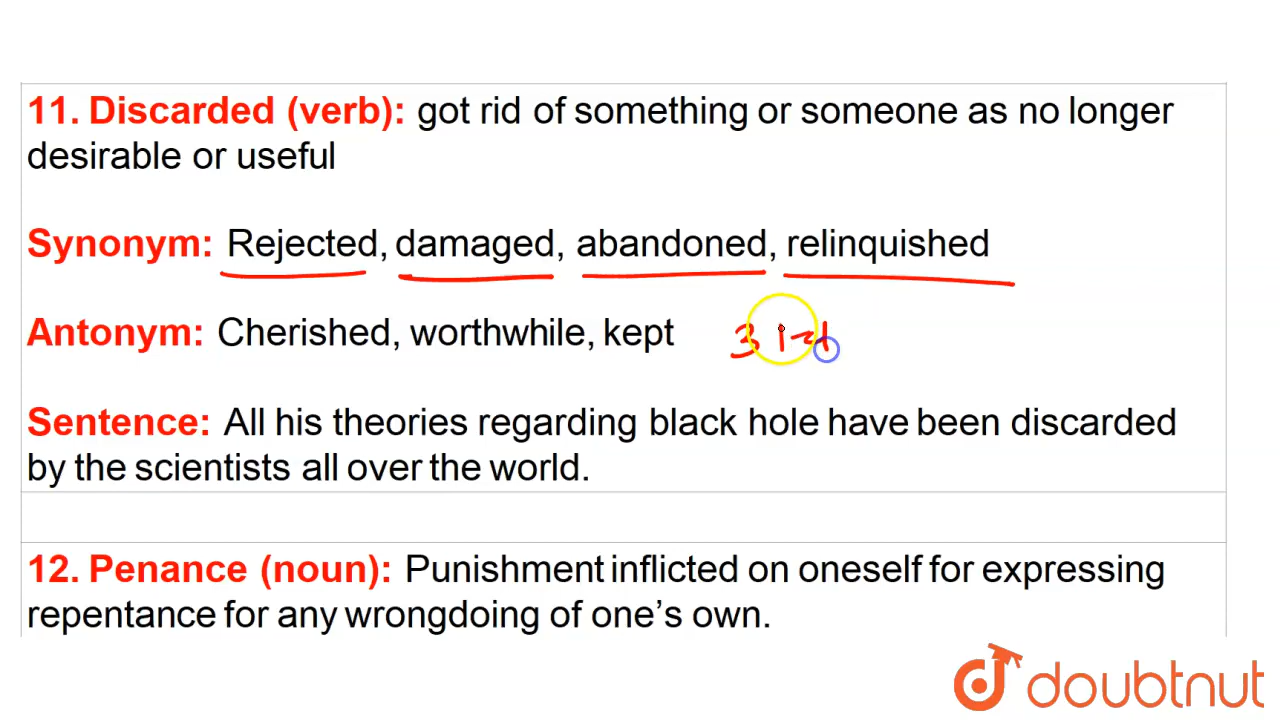 11. Discarded (verb): got rid of something or someone as no longer
desirable or useful
Synonym: Rejected, damaged, abandoned, relinquished
Antonym: Cherished, worthwhile, kept
Sentence: All his theories regarding black hole have been discarded
by the scientists all over the world.
12. Penance (noun): Punishment inflicted on oneself for expressing
repentance for any wrongdoing of one’s own.
doubtnut